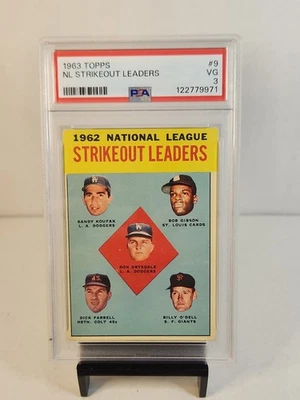 1963 TOPPS #9
NL STRIKEOUT LEADERS VG
3
PSA 122779971
1962 NATIONAL LEAGUE
STRIKEOUT LEADERS
SANDY KOUFAX
L. A. DODGERS
BOB GIBSON
ST. LOUIS CARDS
DON DRYSDALE
L. A. DODGERS
DICK FARRELL
HSTN. COLT 45s
BILLY O'DELL
S. F. GIANTS